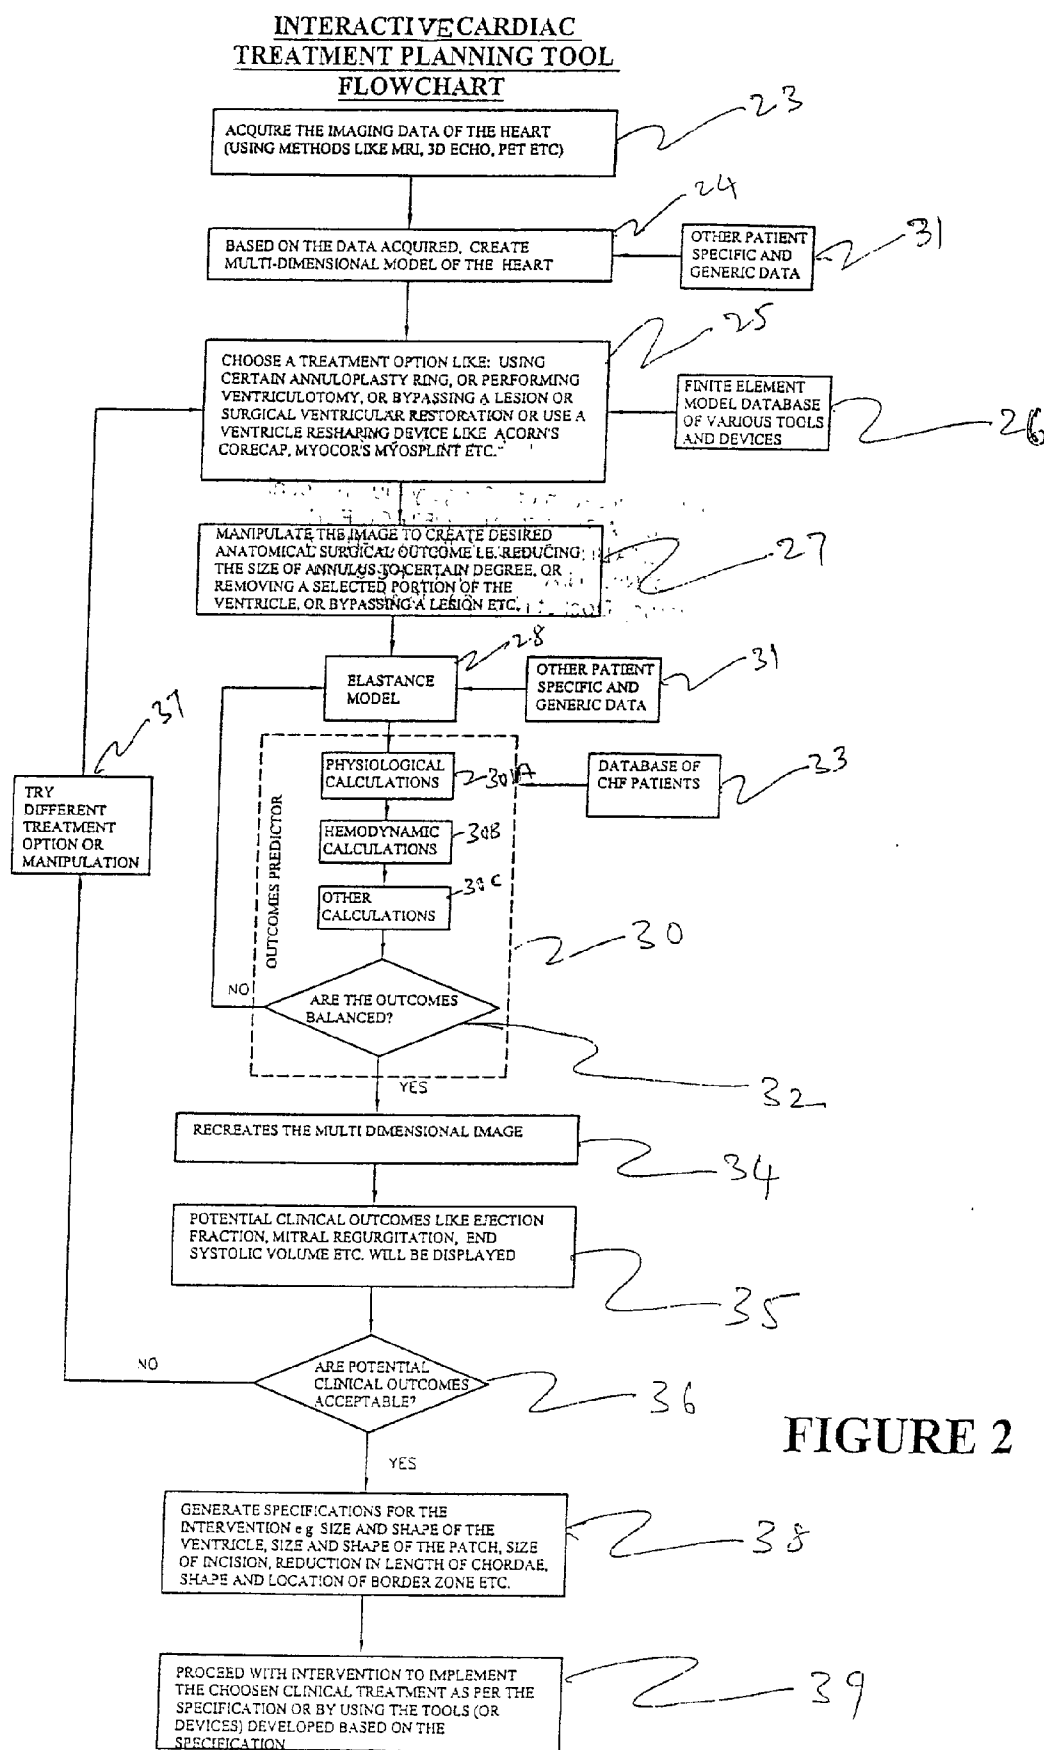 INTERACTIVE CARDIAC
TREATMENT PLANNING TOOL
FLOWCHART
23
ACQUIRE THE IMAGING DATA OF THE HEART
(USING METHODS LIKE MRI, 3D ECHO, PET ETC)
24
BASED ON THE DATA ACQUIRED, CREATE
MULTI-DIMENSIONAL MODEL OF THE HEART
OTHER PATIENT
SPECIFIC AND
GENERIC DATA
31
25
CHOOSE A TREATMENT OPTION LIKE: USING
CERTAIN ANNULOPLASTY RING, OR PERFORMING
VENTRICULOTOMY, OR BYPASSING A LESION OR
SURGICAL VENTRICULAR RESTORATION OR USE A
VENTRICLE RESHARING DEVICE LIKE ACORN'S
CORECAP, MYOCOR'S MYOSPLINT ETC.
FINITE ELEMENT
MODEL DATABASE
OF VARIOUS TOOLS
AND DEVICES
26
MANIPULATE THE IMAGE TO CREATE DESIRED
ANATOMICAL SURGICAL OUTCOME I.E. REDUCING
THE SIZE OF ANNULUS TO CERTAIN DEGREE, OR
REMOVING A SELECTED PORTION OF THE
VENTRICLE, OR BYPASSING A LESION ETC.
27
28
ELASTANCE
MODEL
OTHER PATIENT
SPECIFIC AND
GENERIC DATA
31
37
TRY
DIFFERENT
TREATMENT
OPTION OR
MANIPULATION
OUTCOMES PREDICTOR
PHYSIOLOGICAL
CALCULATIONS
30A
DATABASE OF
CHF PATIENTS
33
HEMODYNAMIC
CALCULATIONS
30B
OTHER
CALCULATIONS
30C
30
NO
ARE THE OUTCOMES
BALANCED?
32
YES
RECREATES THE MULTI DIMENSIONAL IMAGE
34
POTENTIAL CLINICAL OUTCOMES LIKE EJECTION
FRACTION, MITRAL REGURGITATION, END
SYSTOLIC VOLUME ETC. WILL BE DISPLAYED
35
NO
ARE POTENTIAL
CLINICAL OUTCOMES
ACCEPTABLE?
36
FIGURE 2
YES
GENERATE SPECIFICATIONS FOR THE
INTERVENTION e g SIZE AND SHAPE OF THE
VENTRICLE, SIZE AND SHAPE OF THE PATCH, SIZE
OF INCISION, REDUCTION IN LENGTH OF CHORDAE,
SHAPE AND LOCATION OF BORDER ZONE ETC.
38
PROCEED WITH INTERVENTION TO IMPLEMENT
THE CHOOSEN CLINICAL TREATMENT AS PER THE
SPECIFICATION OR BY USING THE TOOLS (OR
DEVICES) DEVELOPED BASED ON THE
SPECIFICATION
39